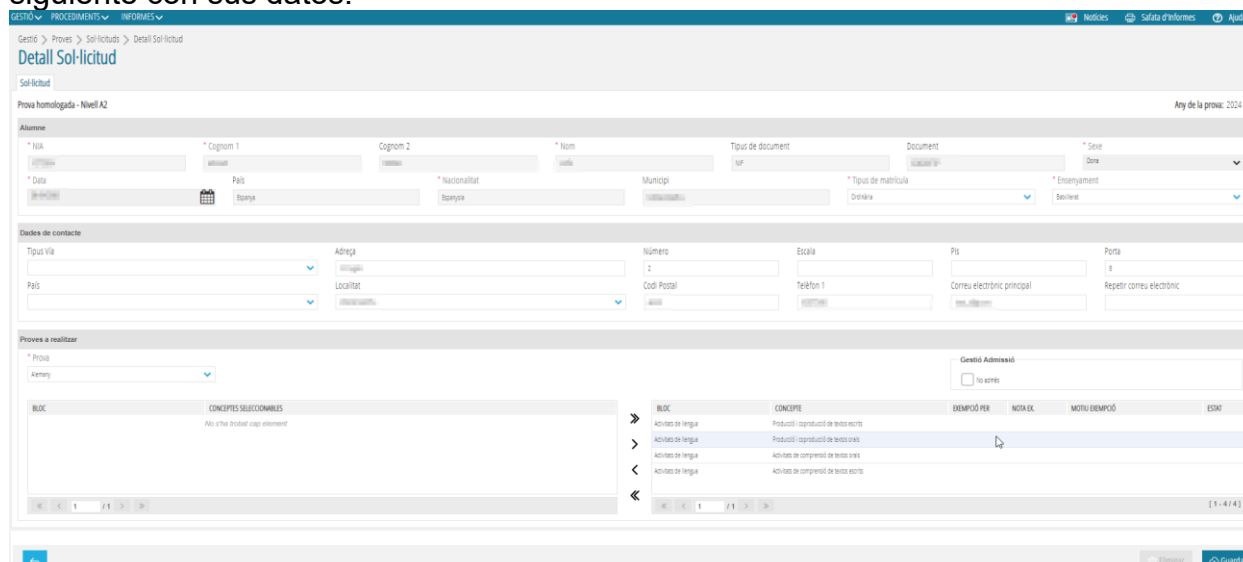 siguiente con sus datos:
GESTIÓ PROCEDIMENTS INFORMES Notícies Safata d'Informes Ajud
Gestió > Proves > Sol·licituds > Detall Sol·licitud
Detall Sol·licitud
Sol·licitud
Prova homologada - Nivell A2 Any de la prova: 2024
Alumne
* NIA * Cognom 1 Cognom 2 * Nom Tipus de document Document * Sexe
NIF Dona
* Data País * Nacionalitat Municipi * Tipus de matrícula * Ensenyament
Espanya Espanyola Ordinària Batxillerat
Dades de contacte
Tipus Via Adreça Número Escala Pis Porta
2 8
País Localitat Codi Postal Telèfon 1 Correu electrònic principal Repetir correu electrònic
Proves a realitzar
* Prova Gestió Admissió
Alemany No admés
BLOC CONCEPTES SELECCIONABLES BLOC CONCEPTE EXEMPCIÓ PER NOTA EX. MOTIU EXEMPCIÓ ESTAT
No s'ha trobat cap element Activitats de llengua Producció i coproducció de textos escrits
Activitats de llengua Producció i coproducció de textos orals
Activitats de llengua Activitats de comprensió de textos orals
Activitats de llengua Activitats de comprensió de textos escrits
« < 1 /1 > » « < 1 /1 > » [ 1 - 4 / 4 ]
Eliminar Guarda